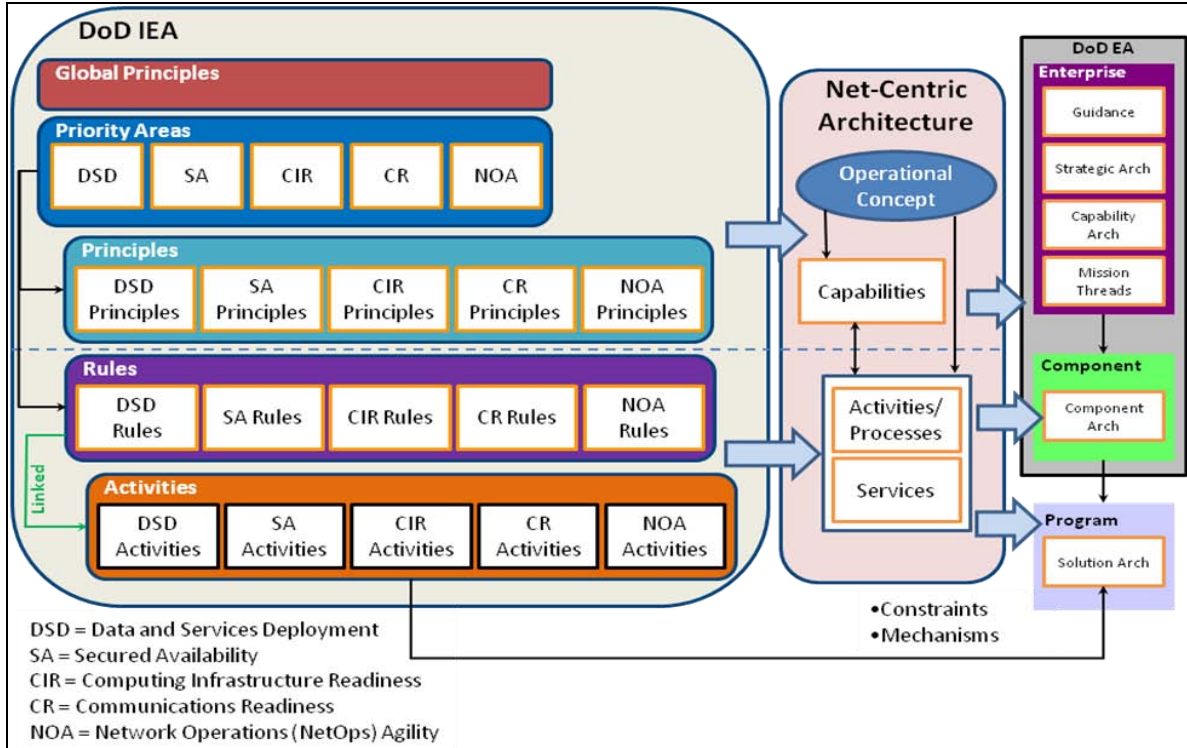 DoD IEA
Global Principles
Priority Areas
DSD
SA
CIR
CR
NOA
Principles
DSD
Principles
SA
Principles
CIR
Principles
CR
Principles
NOA
Principles
Rules
DSD
Rules
SA Rules
CIR Rules
CR Rules
NOA
Rules
Linked
Activities
DSD
Activities
SA
Activities
CIR
Activities
CR
Activities
NOA
Activities
DSD = Data and Services Deployment
SA = Secured Availability
CIR = Computing Infrastructure Readiness
CR = Communications Readiness
NOA = Network Operations (NetOps) Agility
Net-Centric
Architecture
Operational
Concept
Capabilities
Activities/
Processes
Services
•Constraints
•Mechanisms
DoD EA
Enterprise
Guidance
Strategic Arch
Capability
Arch
Mission
Threads
Component
Component
Arch
Program
Solution Arch